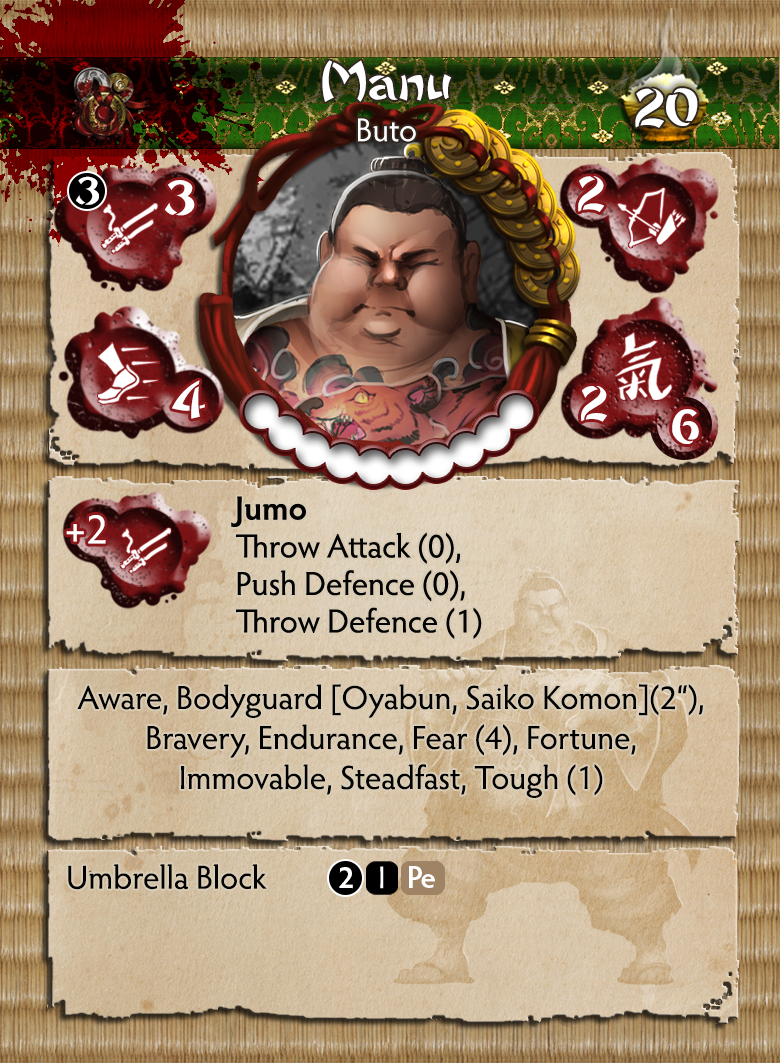 Manu
20
Buto
3 3
2
4
氣
2 6
+2
Jumo
Throw Attack (0),
Push Defence (0),
Throw Defence (1)
Aware, Bodyguard [Oyabun, Saiko Komon](2"),
Bravery, Endurance, Fear (4), Fortune,
Immovable, Steadfast, Tough (1)
Umbrella Block 2 I Pe